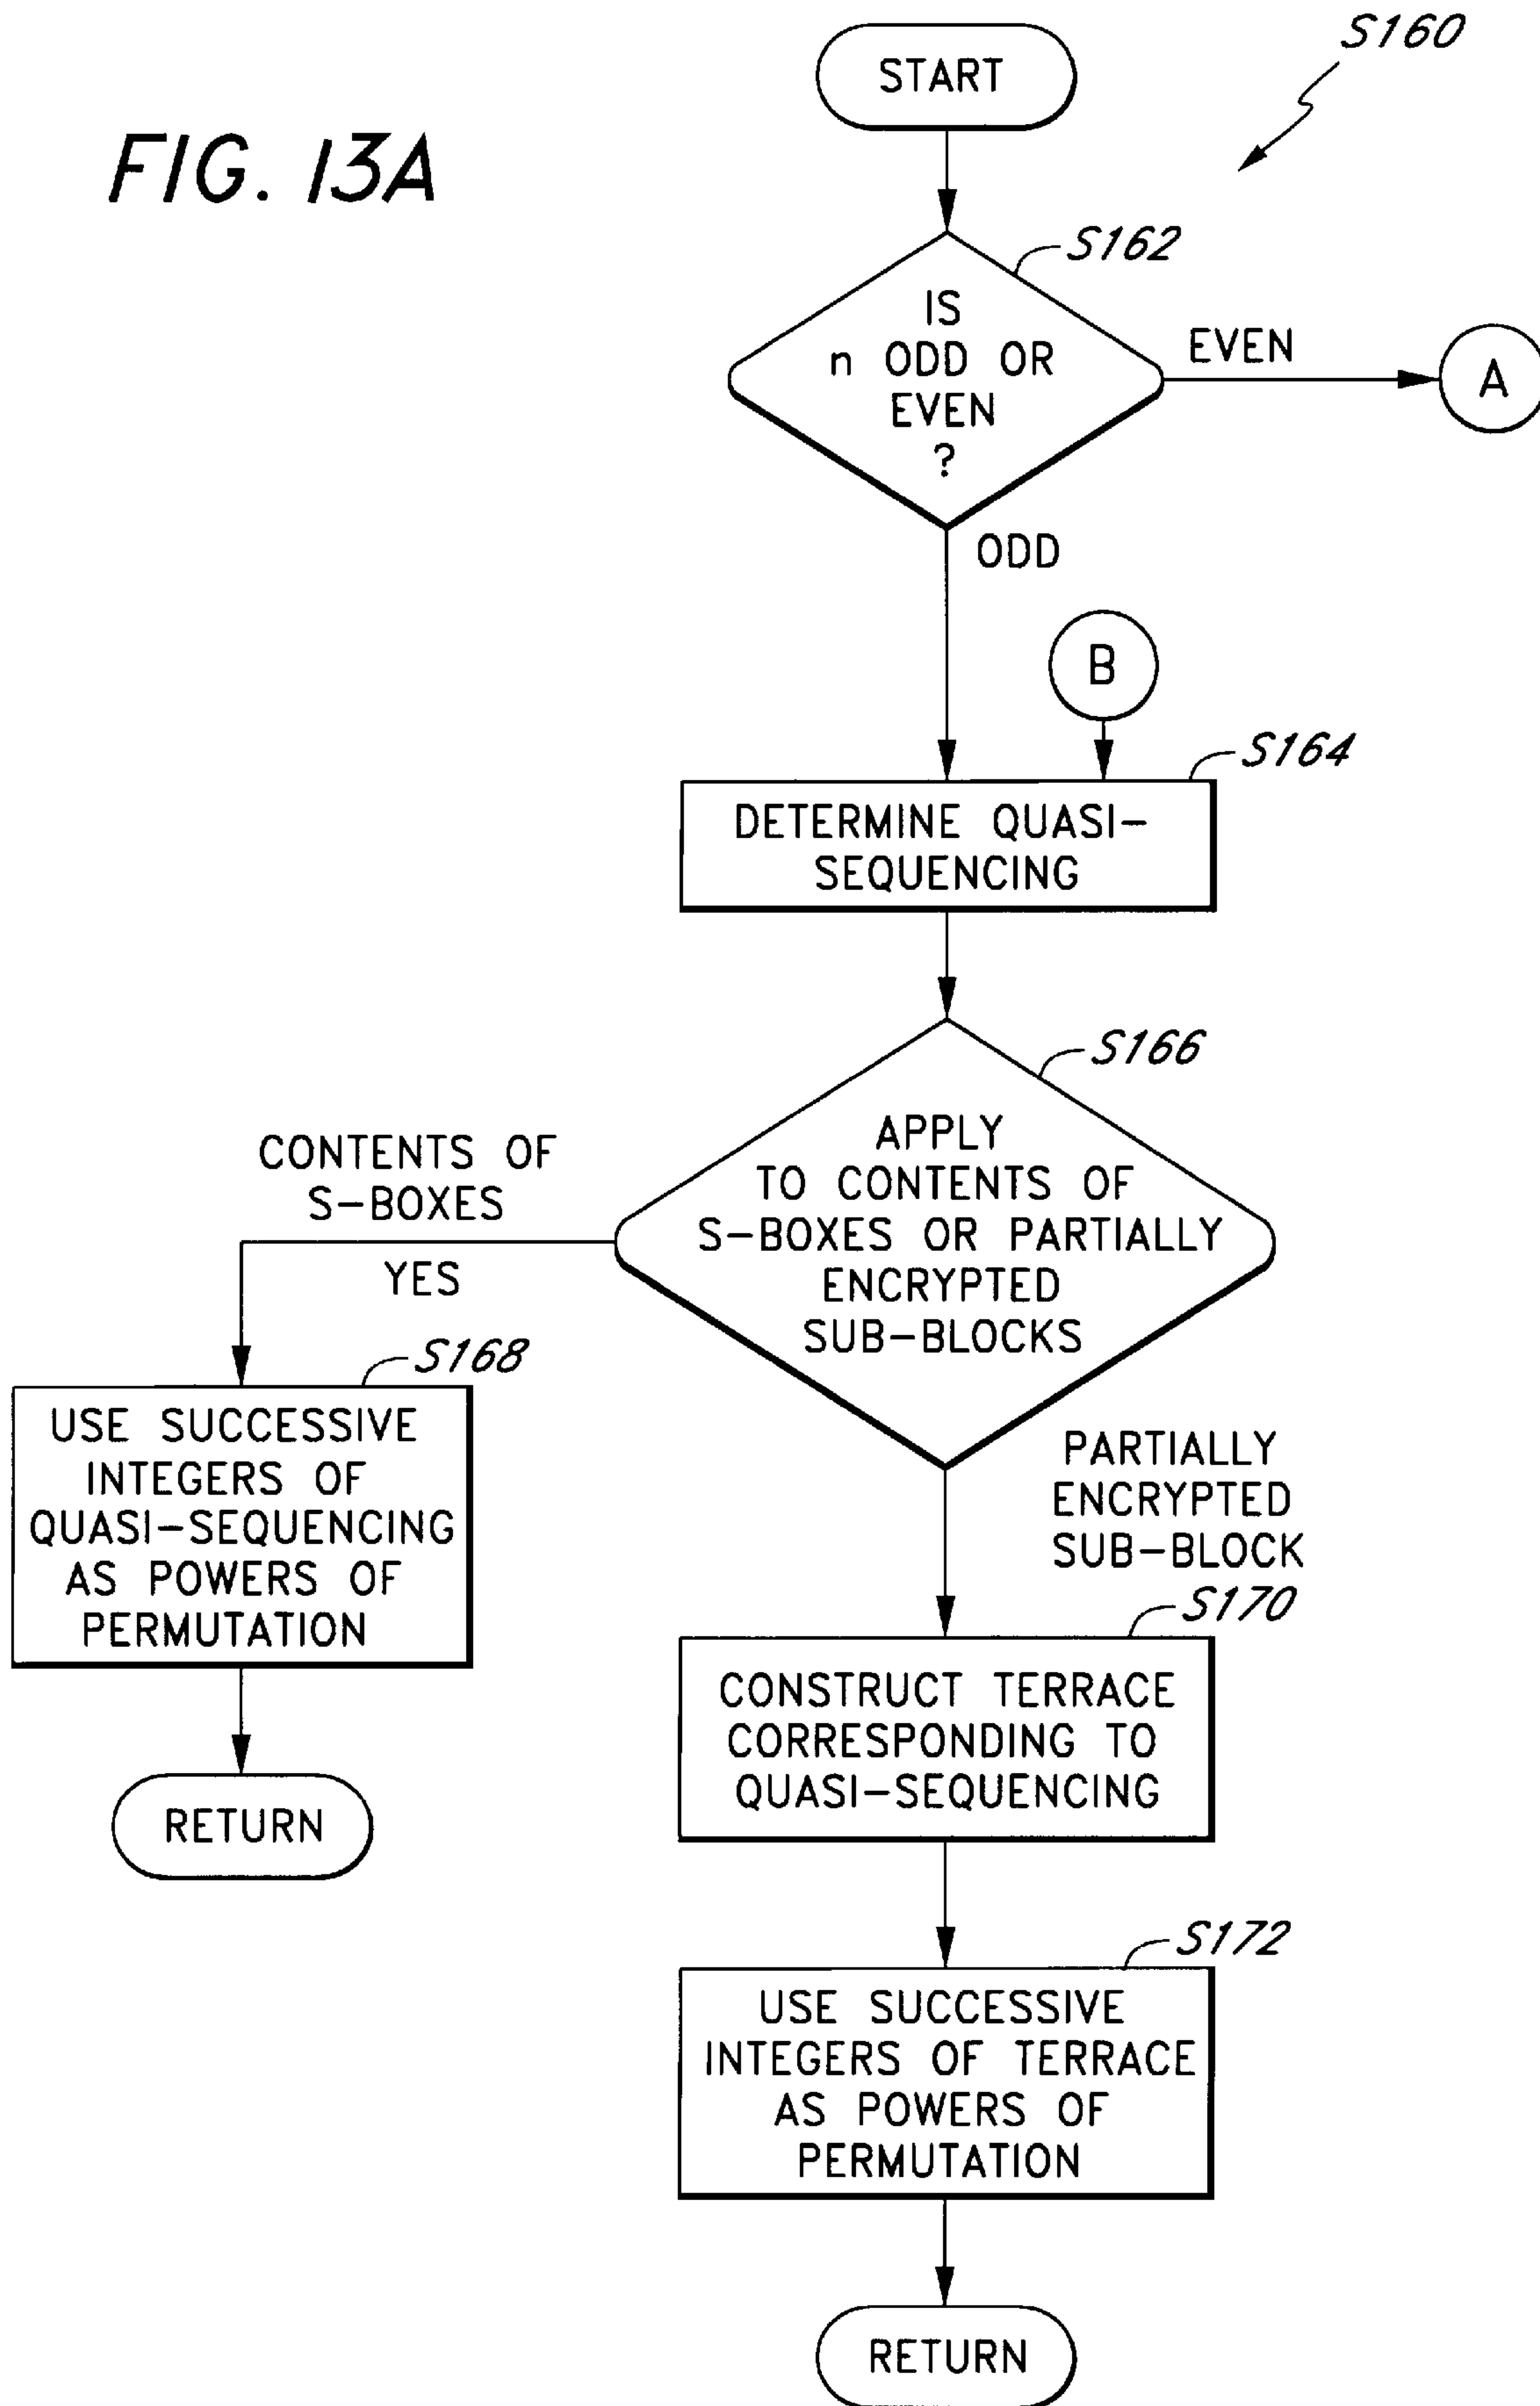 START
S160
FIG. 13A
S162
IS
n ODD OR
EVEN
?
EVEN
A
ODD
B
S164
DETERMINE QUASI-
SEQUENCING
S166
APPLY
TO CONTENTS OF
S-BOXES OR PARTIALLY
ENCRYPTED
SUB-BLOCKS
CONTENTS OF
S-BOXES
YES
S168
USE SUCCESSIVE
INTEGERS OF
QUASI-SEQUENCING
AS POWERS OF
PERMUTATION
RETURN
PARTIALLY
ENCRYPTED
SUB-BLOCK
S170
CONSTRUCT TERRACE
CORRESPONDING TO
QUASI-SEQUENCING
S172
USE SUCCESSIVE
INTEGERS OF TERRACE
AS POWERS OF
PERMUTATION
RETURN